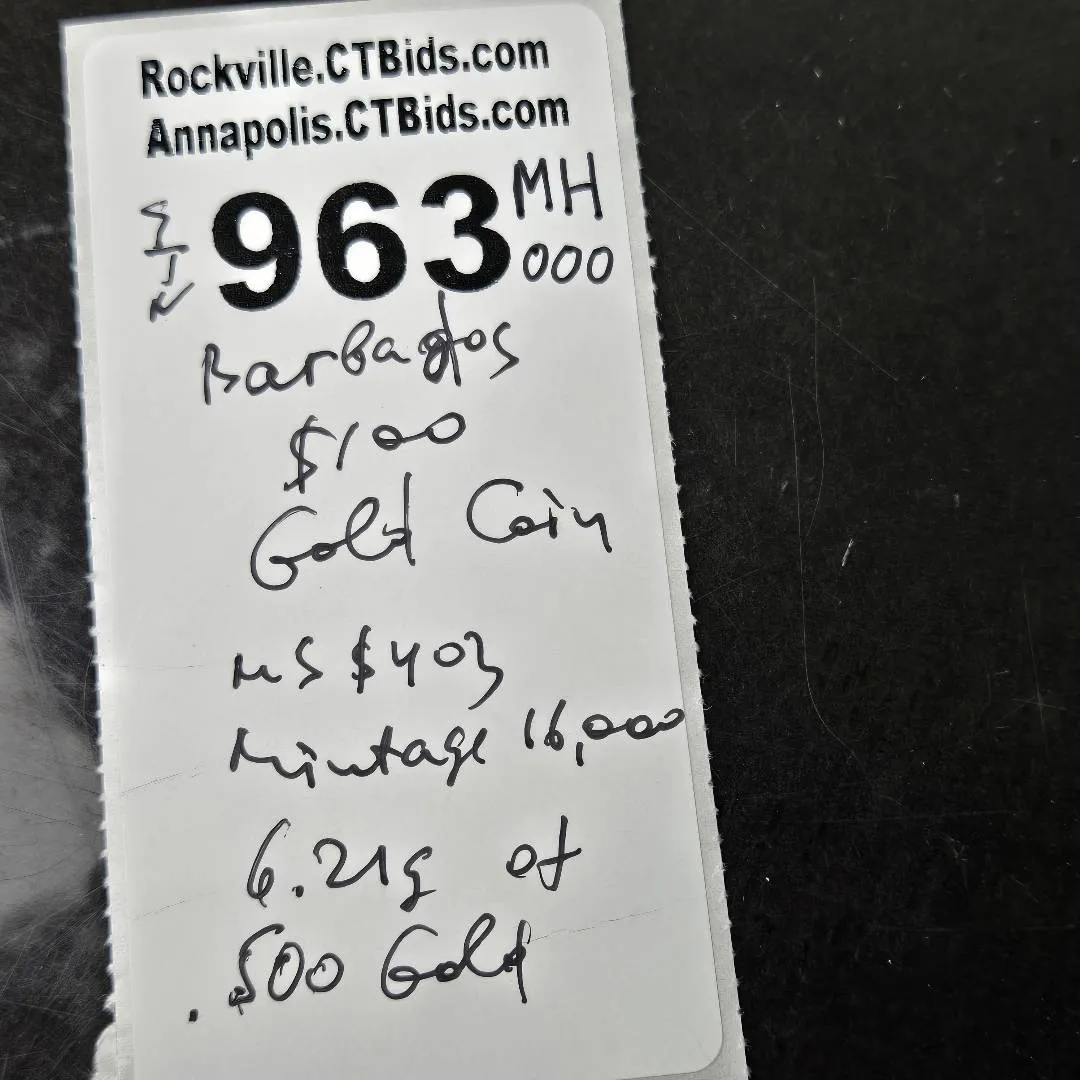 Rockville.CTBids.com
Annapolis.CTBids.com
963 MH
000
Barbados
$100
Gold Coin
MS $403
Mintage 16,000
6.21g of
.500 Gold